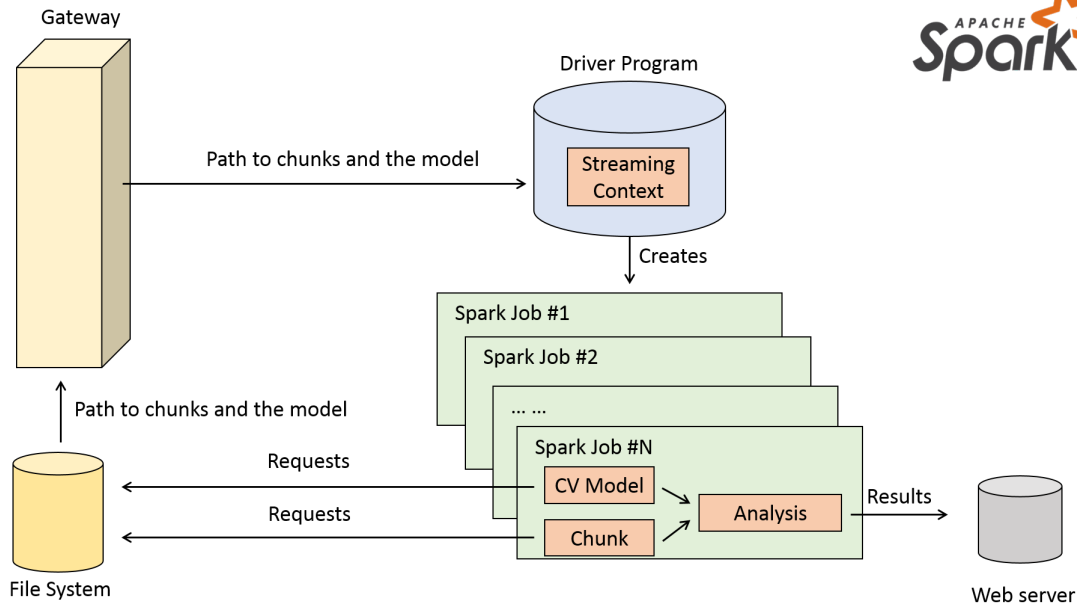 Gateway
APACHE
Spark
Driver Program
Path to chunks and the model
Streaming
Context
Creates
Spark Job #1
Spark Job #2
... ...
Path to chunks and the model
Spark Job #N
Requests
CV Model
Results
Requests
Analysis
Chunk
File System
Web server